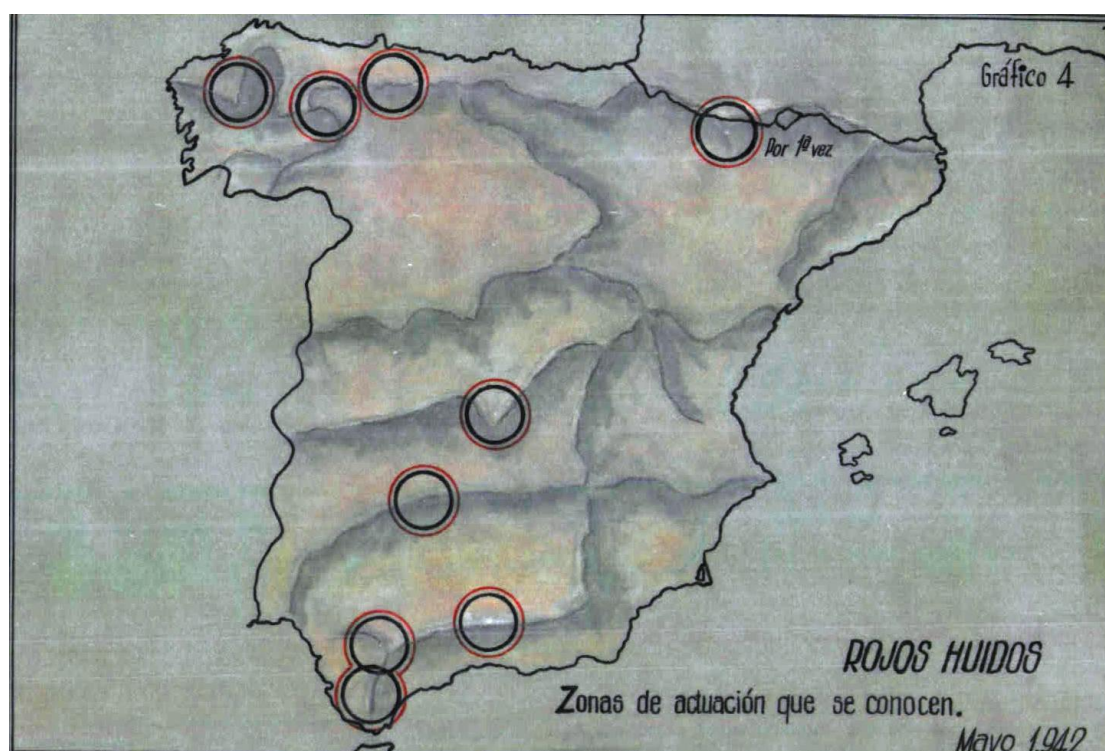 Gráfico 4
Por 1ª vez
ROJOS HUIDOS
Zonas de actuación que se conocen.
Mayo 1942